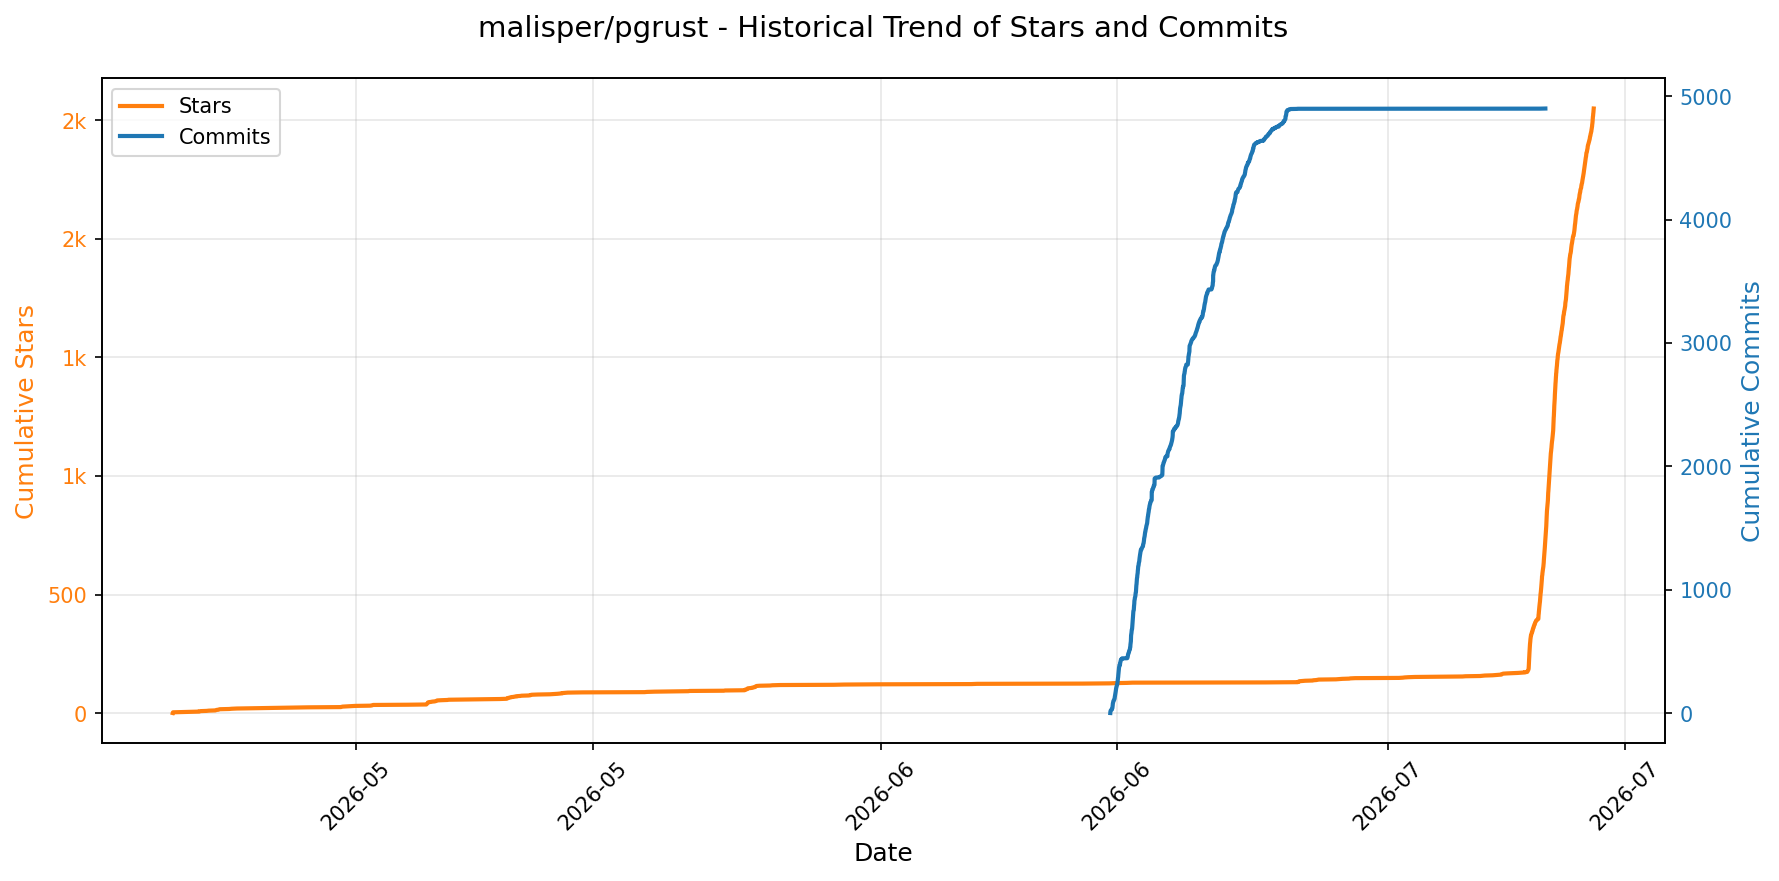 malisper/pgrust - Historical Trend of Stars and Commits
Stars
Commits
2k
2k
1k
1k
500
0
Cumulative Stars
5000
4000
3000
2000
1000
0
Cumulative Commits
2026-05
2026-05
2026-06
2026-06
2026-07
2026-07
Date